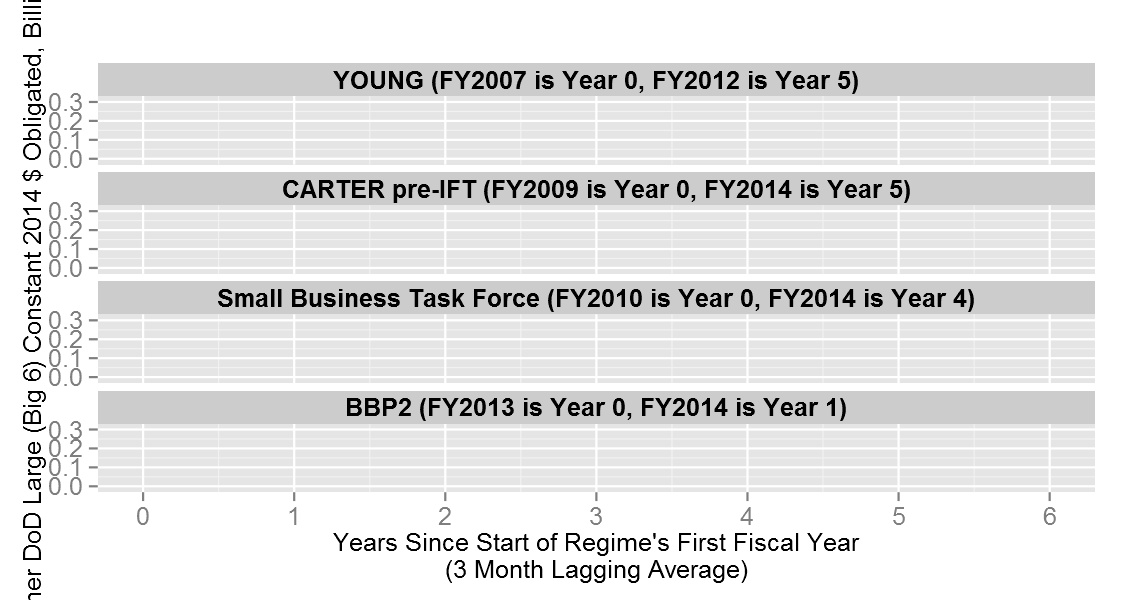 DoD Large (Big 6) Constant 2014 $ Obligated,
YOUNG (FY2007 is Year 0, FY2012 is Year 5)
0.3
0.2
0.1
0.0
CARTER pre-IFT (FY2009 is Year 0, FY2014 is Year 5)
0.3
0.2
0.1
0.0
Small Business Task Force (FY2010 is Year 0, FY2014 is Year 4)
0.3
0.2
0.1
0.0
BBP2 (FY2013 is Year 0, FY2014 is Year 1)
0.3
0.2
0.1
0.0
0 1 2 3 4 5 6
Years Since Start of Regime's First Fiscal Year
(3 Month Lagging Average)